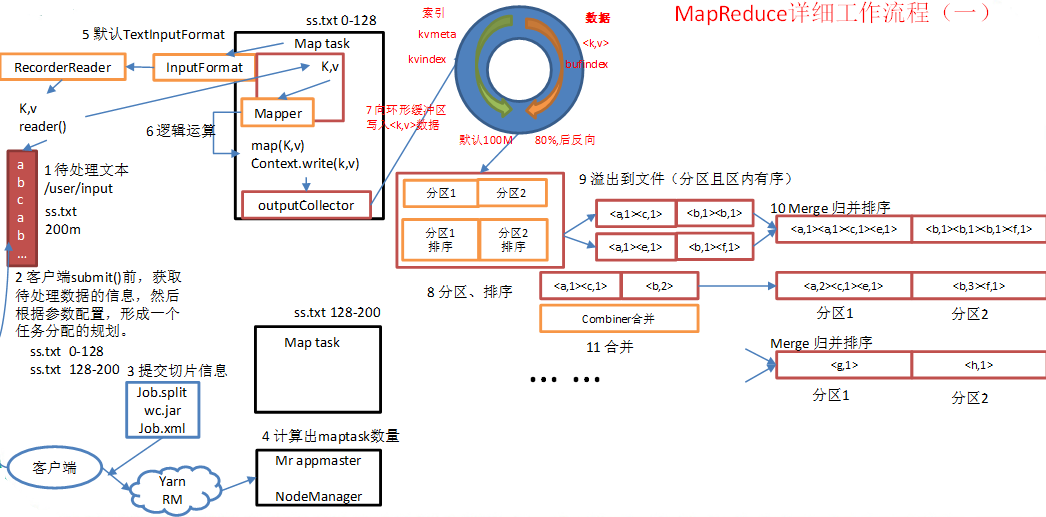 MapReduce详细工作流程（一）
ss.txt 0-128
5 默认TextInputFormat
Map task
RecorderReader
InputFormat
K,v
K,v
reader()
Mapper
6 逻辑运算
map(K,v)
Context.write(k,v)
outputCollector
索引
kvmeta
kvindex
数据
<k,v>
bufindex
7 向环形缓冲区
写入<k,v>数据
默认100M
80%,后反向
a
b
c
a
b
...
1 待处理文本
/user/input
ss.txt
200m
2 客户端submit()前，获取
待处理数据的信息，然后
根据参数配置，形成一个
任务分配的规划。
ss.txt 0-128
ss.txt 128-200
3 提交切片信息
Job.split
wc.jar
Job.xml
客户端
Yarn
RM
4 计算出maptask数量
Mr appmaster
NodeManager
ss.txt 128-200
Map task
分区1
分区2
分区1
排序
分区2
排序
8 分区、排序
9 溢出到文件（分区且区内有序）
<a,1><c,1>
<b,1><b,1>
<a,1><e,1>
<b,1><f,1>
10 Merge 归并排序
<a,1><a,1><c,1><e,1>
<b,1><b,1><b,1><f,1>
<a,1><c,1>
<b,2>
Combiner合并
11 合并
<a,2><c,1><e,1>
<b,3><f,1>
分区1
分区2
... ...
Merge 归并排序
<g,1>
<h,1>
分区1
分区2